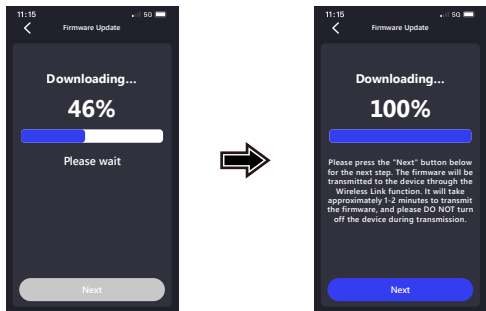 11:15
5G
Firmware Update
Downloading...
46%
Please wait
Next
11:15
5G
Firmware Update
Downloading...
100%
Please press the "Next" button below
for the next step. The firmware will be
transmitted to the device through the
Wireless Link function. It will take
approximately 1-2 minutes to transmit
the firmware, and please DO NOT turn
off the device during transmission.
Next